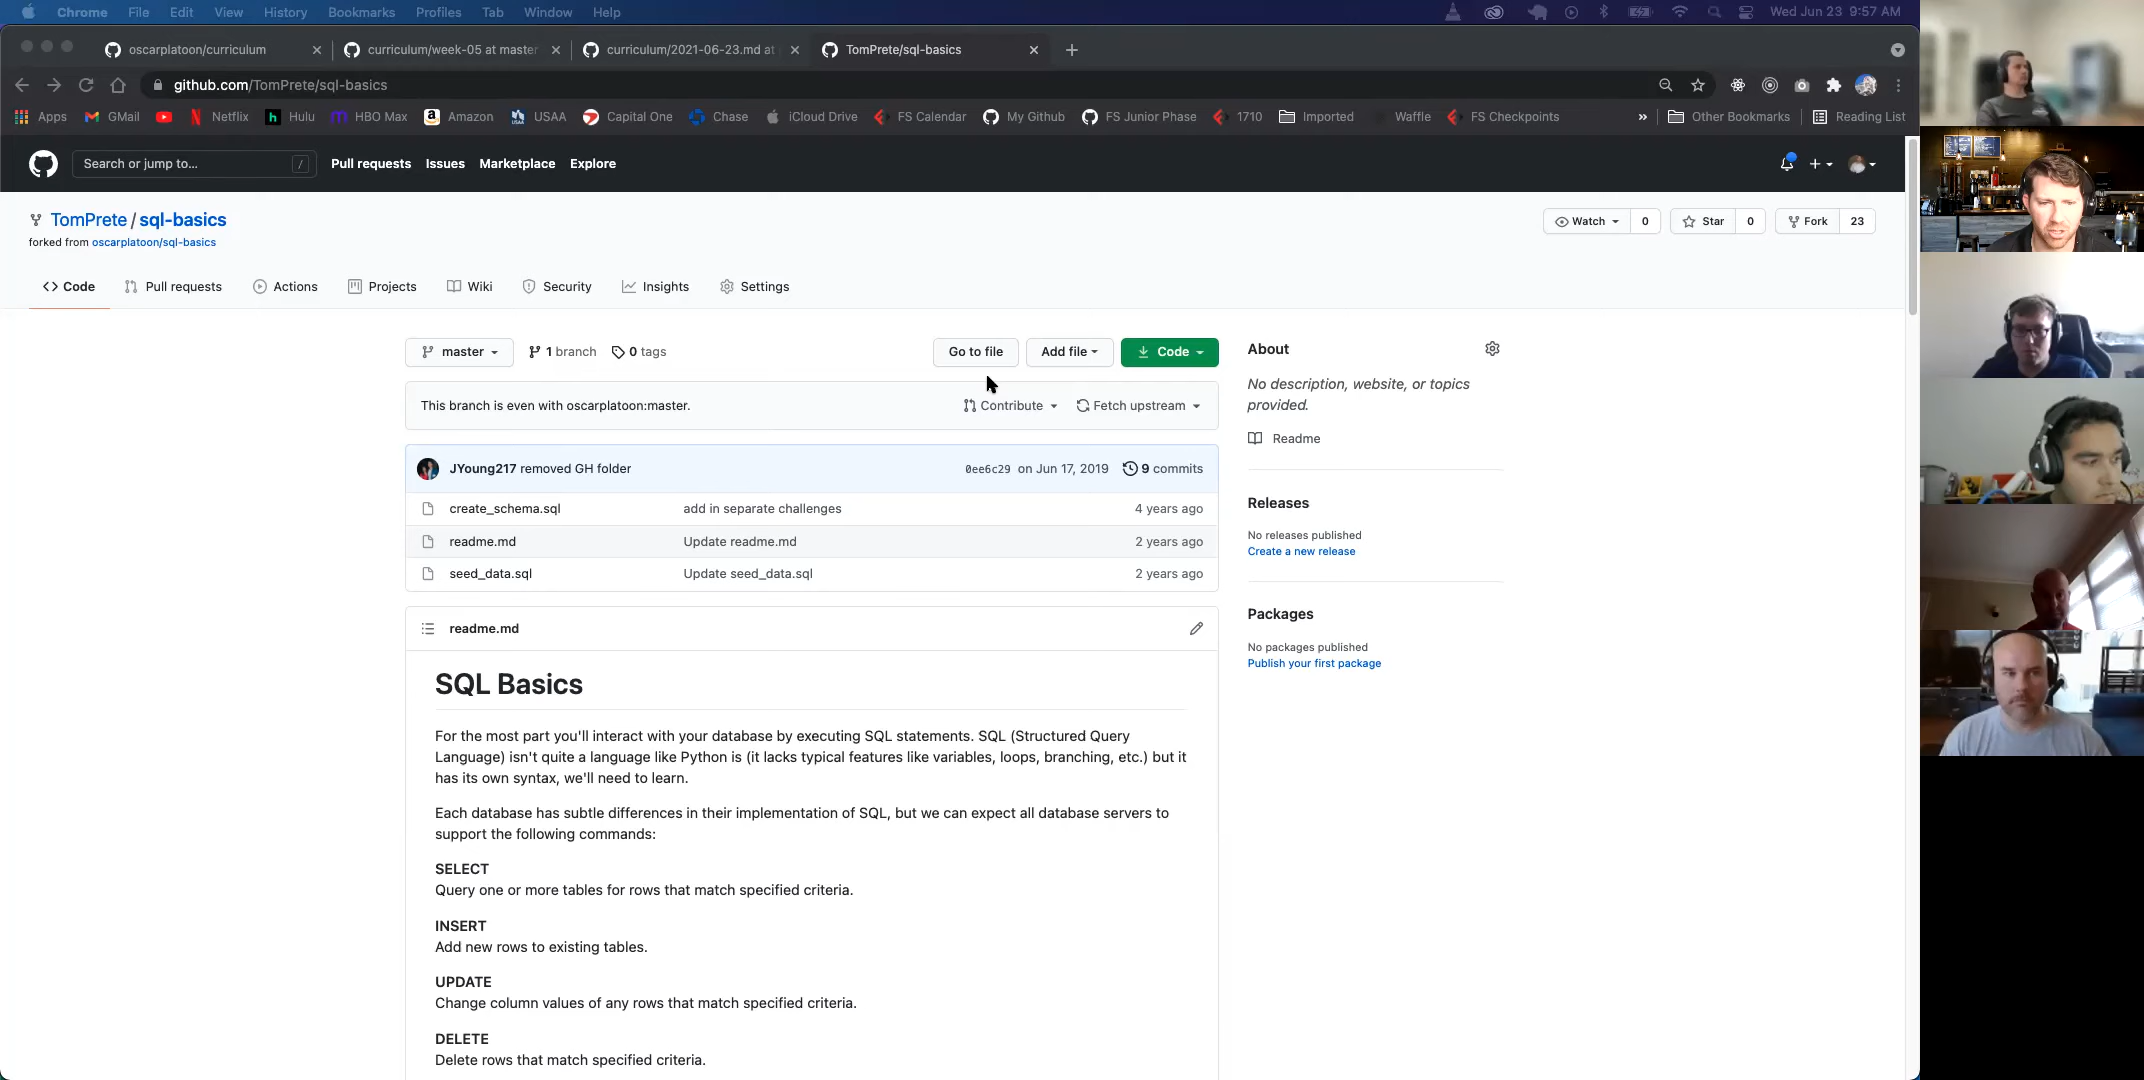 Chrome File Edit View History Bookmarks Profiles Tab Window Help Wed Jun 23 9:57 AM
oscarplatoon/curriculum curriculum/week-05 at master curriculum/2021-06-23.md at TomPrete/sql-basics
github.com/TomPrete/sql-basics
Apps GMail Netflix Hulu HBO Max Amazon USAA Capital One Chase iCloud Drive FS Calendar My Github FS Junior Phase 1710 Imported Waffle FS Checkpoints » Other Bookmarks Reading List
Search or jump to... / Pull requests Issues Marketplace Explore
TomPrete / sql-basics Watch 0 Star 0 Fork 23
forked from oscarplatoon/sql-basics
Code Pull requests Actions Projects Wiki Security Insights Settings
master 1 branch 0 tags Go to file Add file Code About
No description, website, or topics
provided.
This branch is even with oscarplatoon:master. Contribute Fetch upstream
Readme
JYoung217 removed GH folder 0ee6c29 on Jun 17, 2019 9 commits
create_schema.sql add in separate challenges 4 years ago
readme.md Update readme.md 2 years ago
seed_data.sql Update seed_data.sql 2 years ago
Releases
No releases published
Create a new release
Packages
No packages published
Publish your first package
readme.md
SQL Basics
For the most part you'll interact with your database by executing SQL statements. SQL (Structured Query
Language) isn't quite a language like Python is (it lacks typical features like variables, loops, branching, etc.) but it
has its own syntax, we'll need to learn.
Each database has subtle differences in their implementation of SQL, but we can expect all database servers to
support the following commands:
SELECT
Query one or more tables for rows that match specified criteria.
INSERT
Add new rows to existing tables.
UPDATE
Change column values of any rows that match specified criteria.
DELETE
Delete rows that match specified criteria.